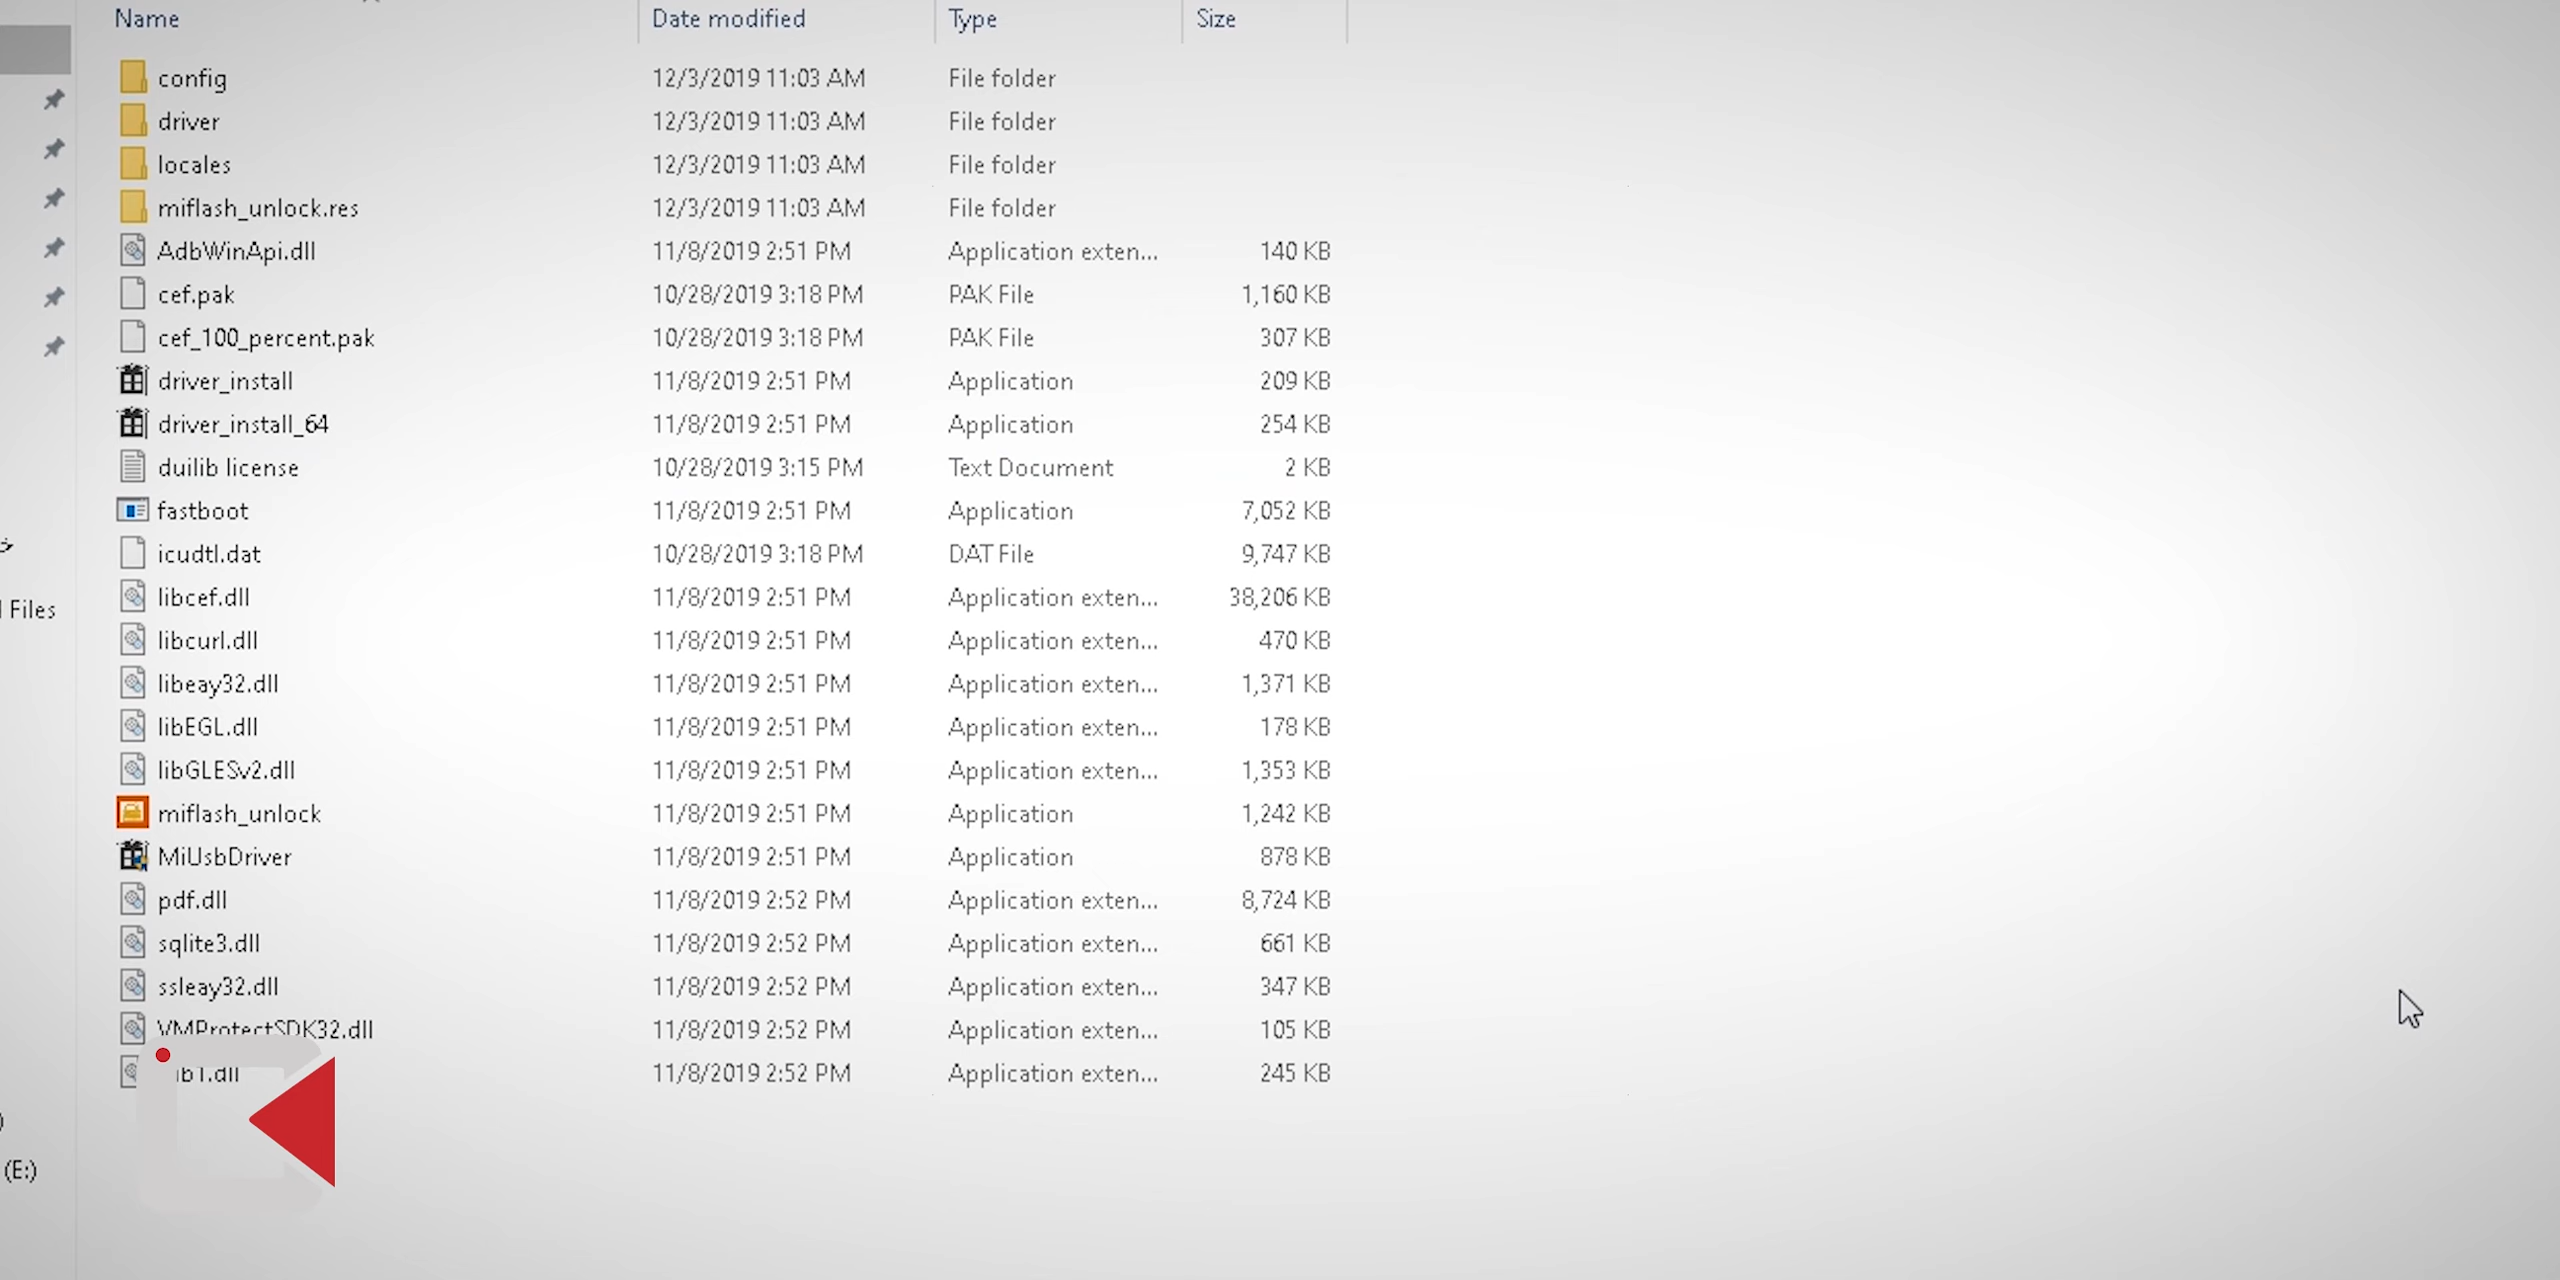 Name Date modified Type Size
config 12/3/2019 11:03 AM File folder
driver 12/3/2019 11:03 AM File folder
locales 12/3/2019 11:03 AM File folder
miflash_unlock.res 12/3/2019 11:03 AM File folder
AdbWinApi.dll 11/8/2019 2:51 PM Application exten... 140 KB
cef.pak 10/28/2019 3:18 PM PAK File 1,160 KB
cef_100_percent.pak 10/28/2019 3:18 PM PAK File 307 KB
driver_install 11/8/2019 2:51 PM Application 209 KB
driver_install_64 11/8/2019 2:51 PM Application 254 KB
duilib license 10/28/2019 3:15 PM Text Document 2 KB
fastboot 11/8/2019 2:51 PM Application 7,052 KB
icudtl.dat 10/28/2019 3:18 PM DAT File 9,747 KB
libcef.dll 11/8/2019 2:51 PM Application exten... 38,206 KB
Files
libcurl.dll 11/8/2019 2:51 PM Application exten... 470 KB
libeay32.dll 11/8/2019 2:51 PM Application exten... 1,371 KB
libEGL.dll 11/8/2019 2:51 PM Application exten... 178 KB
libGLESv2.dll 11/8/2019 2:51 PM Application exten... 1,353 KB
miflash_unlock 11/8/2019 2:51 PM Application 1,242 KB
MiUsbDriver 11/8/2019 2:51 PM Application 878 KB
pdf.dll 11/8/2019 2:52 PM Application exten... 8,724 KB
sqlite3.dll 11/8/2019 2:52 PM Application exten... 661 KB
ssleay32.dll 11/8/2019 2:52 PM Application exten... 347 KB
VMProtectSDK32.dll 11/8/2019 2:52 PM Application exten... 105 KB
11/8/2019 2:52 PM Application exten... 245 KB
(E:)